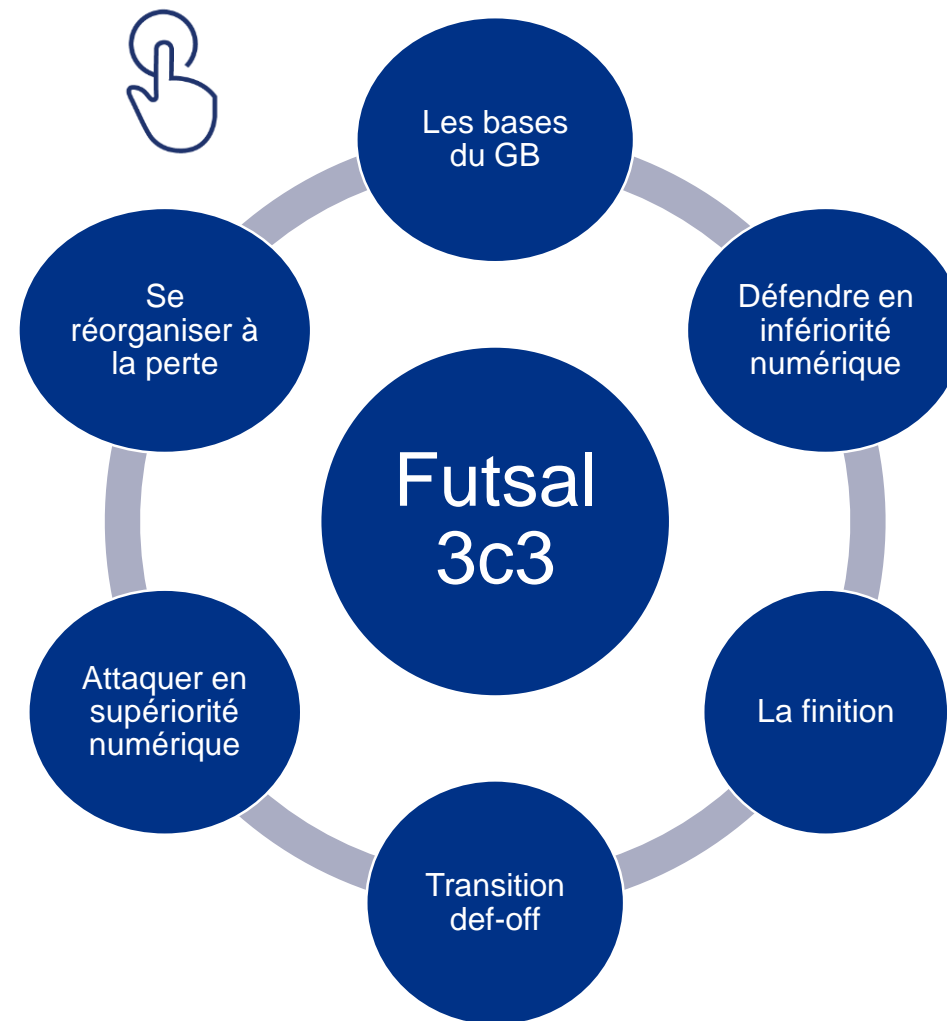 Les bases
du GB
Se
réorganiser à
la perte
Défendre en
infériorité
numérique
Futsal
3c3
Attaquer en
supériorité
numérique
La finition
Transition
def-off